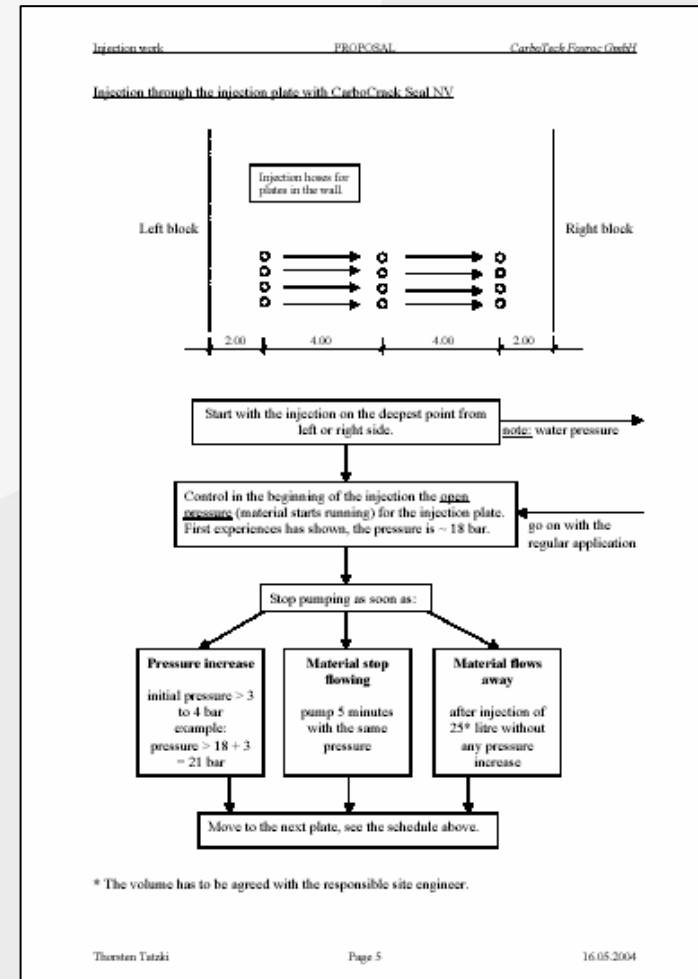 Injection work PROPOSAL CarboTech Fosroc GmbH
Injection through the injection plate with CarboCrack Seal NV
Injection hoses for
plates in the wall.
Left block
Right block
2.00 4.00 4.00 2.00
Start with the injection on the deepest point from
left or right side.
note: water pressure
Control in the beginning of the injection the open
pressure (material starts running) for the injection plate.
First experiences has shown, the pressure is ~ 18 bar.
go on with the
regular application
Stop pumping as soon as:
Pressure increase
initial pressure > 3
to 4 bar
example:
pressure > 18 + 3
= 21 bar
Material stop
flowing
pump 5 minutes
with the same
pressure
Material flows
away
after injection of
25* litre without
any pressure
increase
Move to the next plate, see the schedule above.
* The volume has to be agreed with the responsible site engineer.
Thorsten Tatzki Page 5 16.05.2004